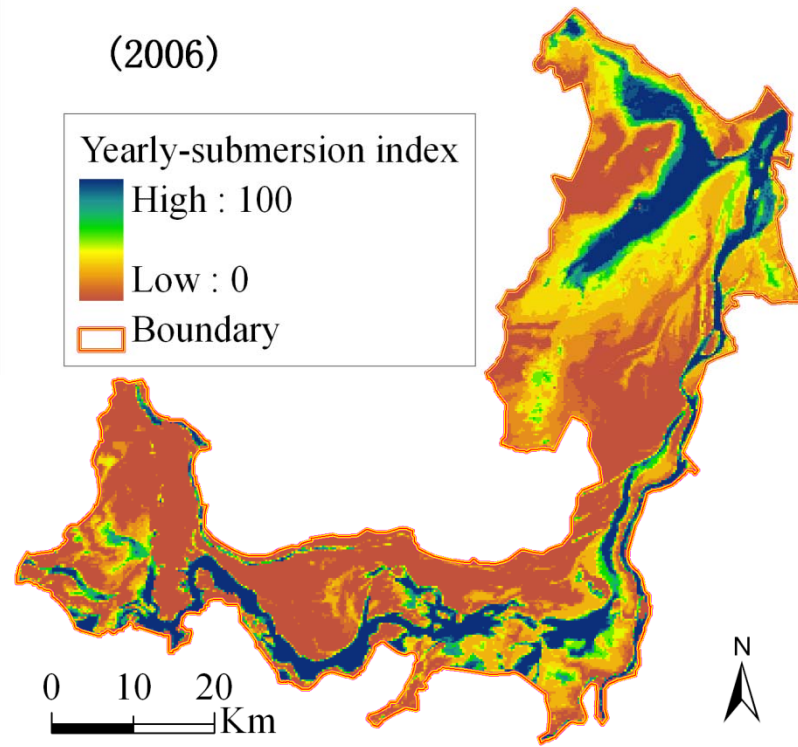 (2006)
Yearly-submersion index
High : 100
Low : 0
Boundary
N
0 10 20
Km